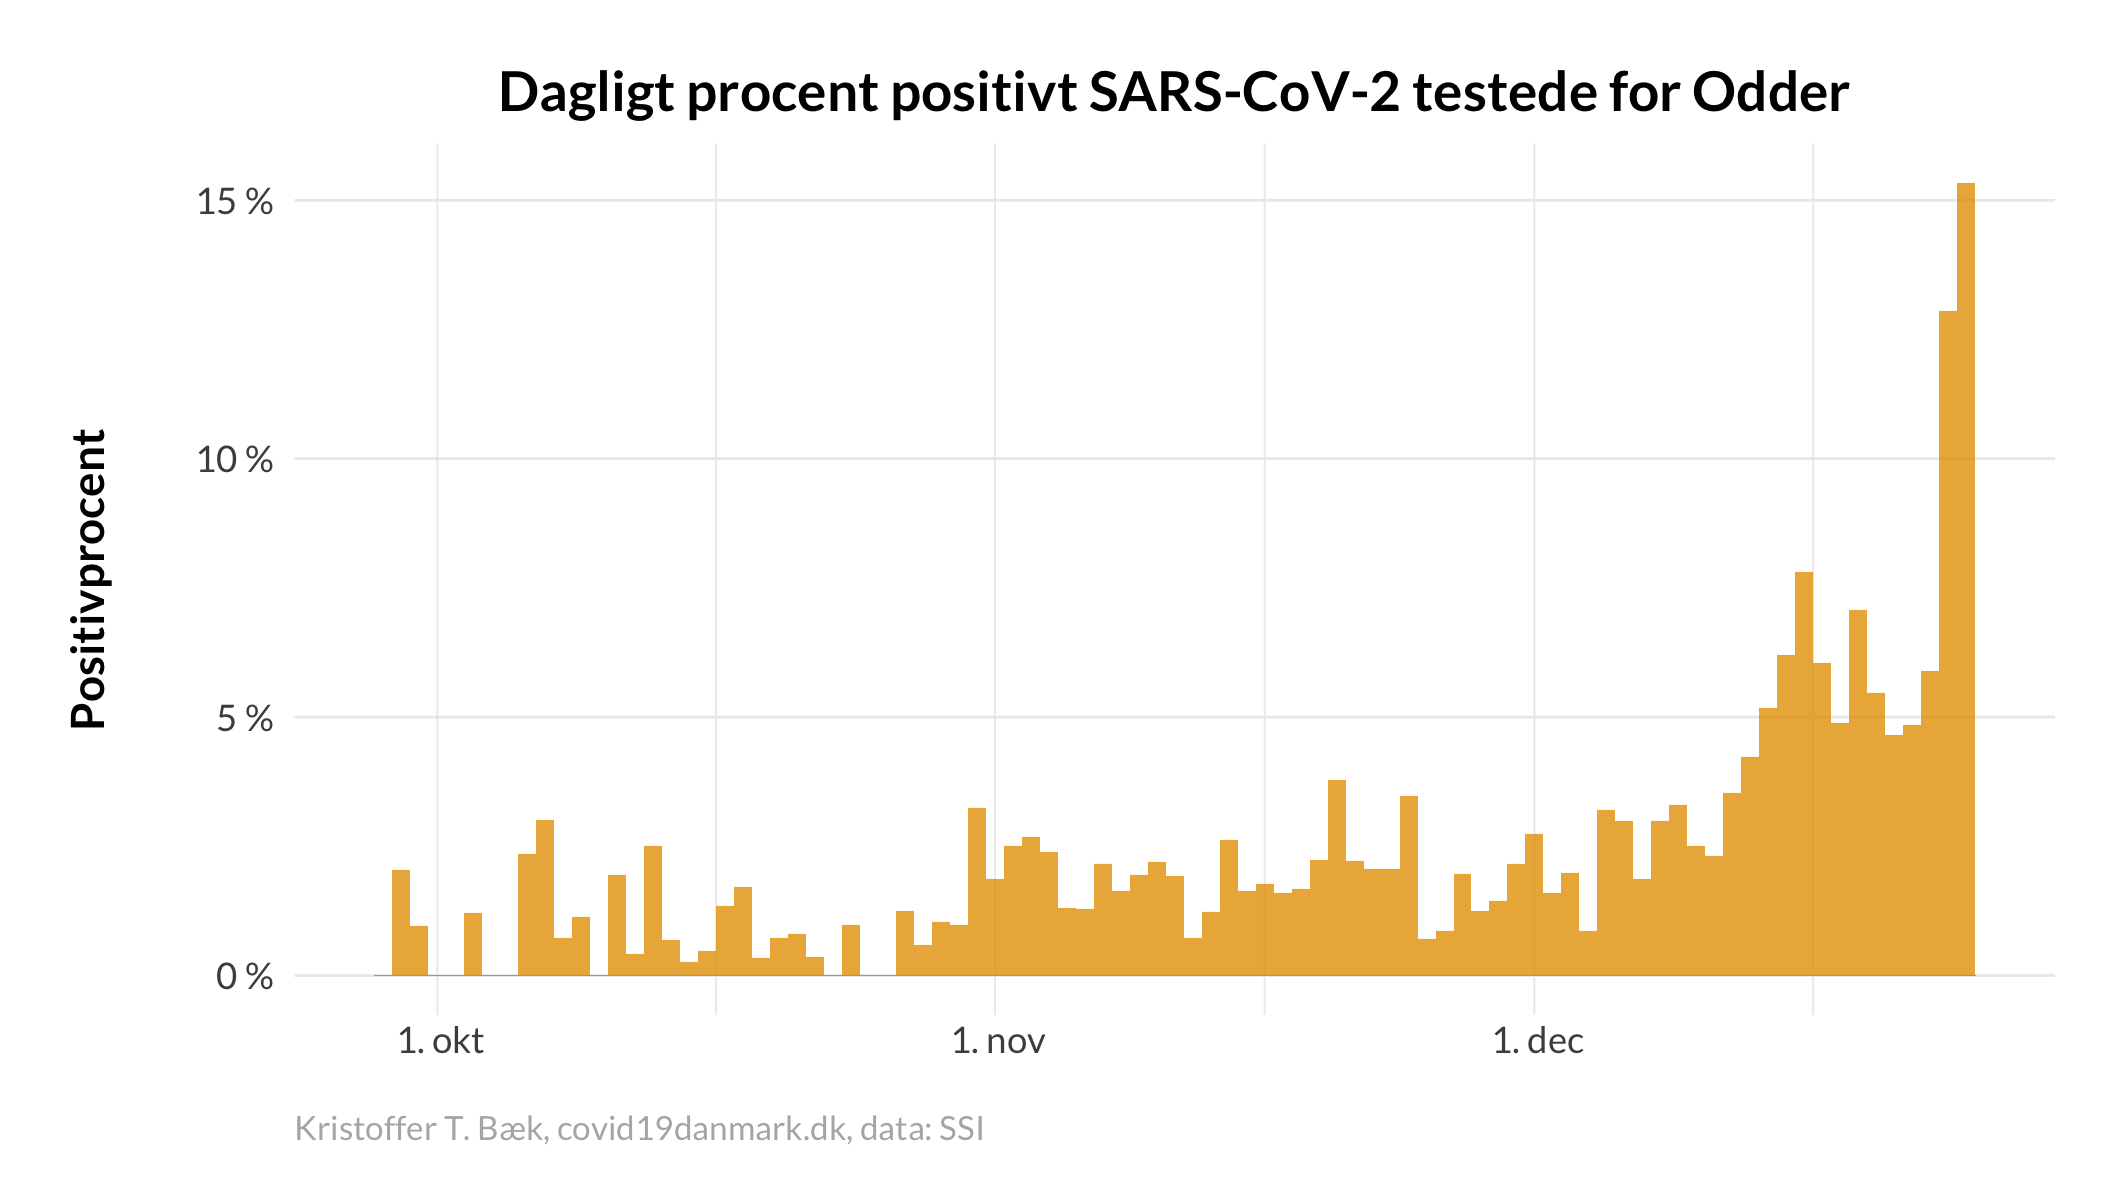 Dagligt procent positivt SARS-CoV-2 testede for Odder
Positivprocent
15 %
10 %
5 %
0 %
1. okt
1. nov
1. dec
Kristoffer T. Bæk, covid19danmark.dk, data: SSI